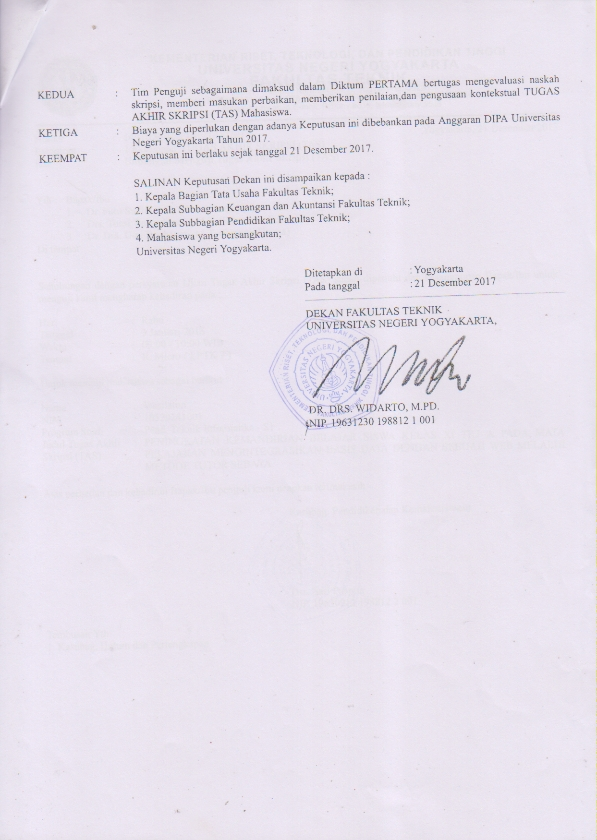 KEDUA : Tim Penguji sebagaimana dimaksud dalam Diktum PERTAMA bertugas mengevaluasi naskah
skripsi, memberi masukan perbaikan, memberikan penilaian,dan pengusaan kontekstual TUGAS
AKHIR SKRIPSI (TAS) Mahasiswa.
KETIGA : Biaya yang diperlukan dengan adanya Keputusan ini dibebankan pada Anggaran DIPA Universitas
Negeri Yogyakarta Tahun 2017.
KEEMPAT : Keputusan ini berlaku sejak tanggal 21 Desember 2017.
SALINAN Keputusan Dekan ini disampaikan kepada :
1. Kepala Bagian Tata Usaha Fakultas Teknik;
2. Kepala Subbagian Keuangan dan Akuntansi Fakultas Teknik;
3. Kepala Subbagian Pendidikan Fakultas Teknik;
4. Mahasiswa yang bersangkutan;
Universitas Negeri Yogyakarta.
Ditetapkan di : Yogyakarta
Pada tanggal : 21 Desember 2017
DEKAN FAKULTAS TEKNIK
UNIVERSITAS NEGERI YOGYAKARTA,
DR. DRS. WIDARTO, M.PD.
NIP. 19631230 198812 1 001